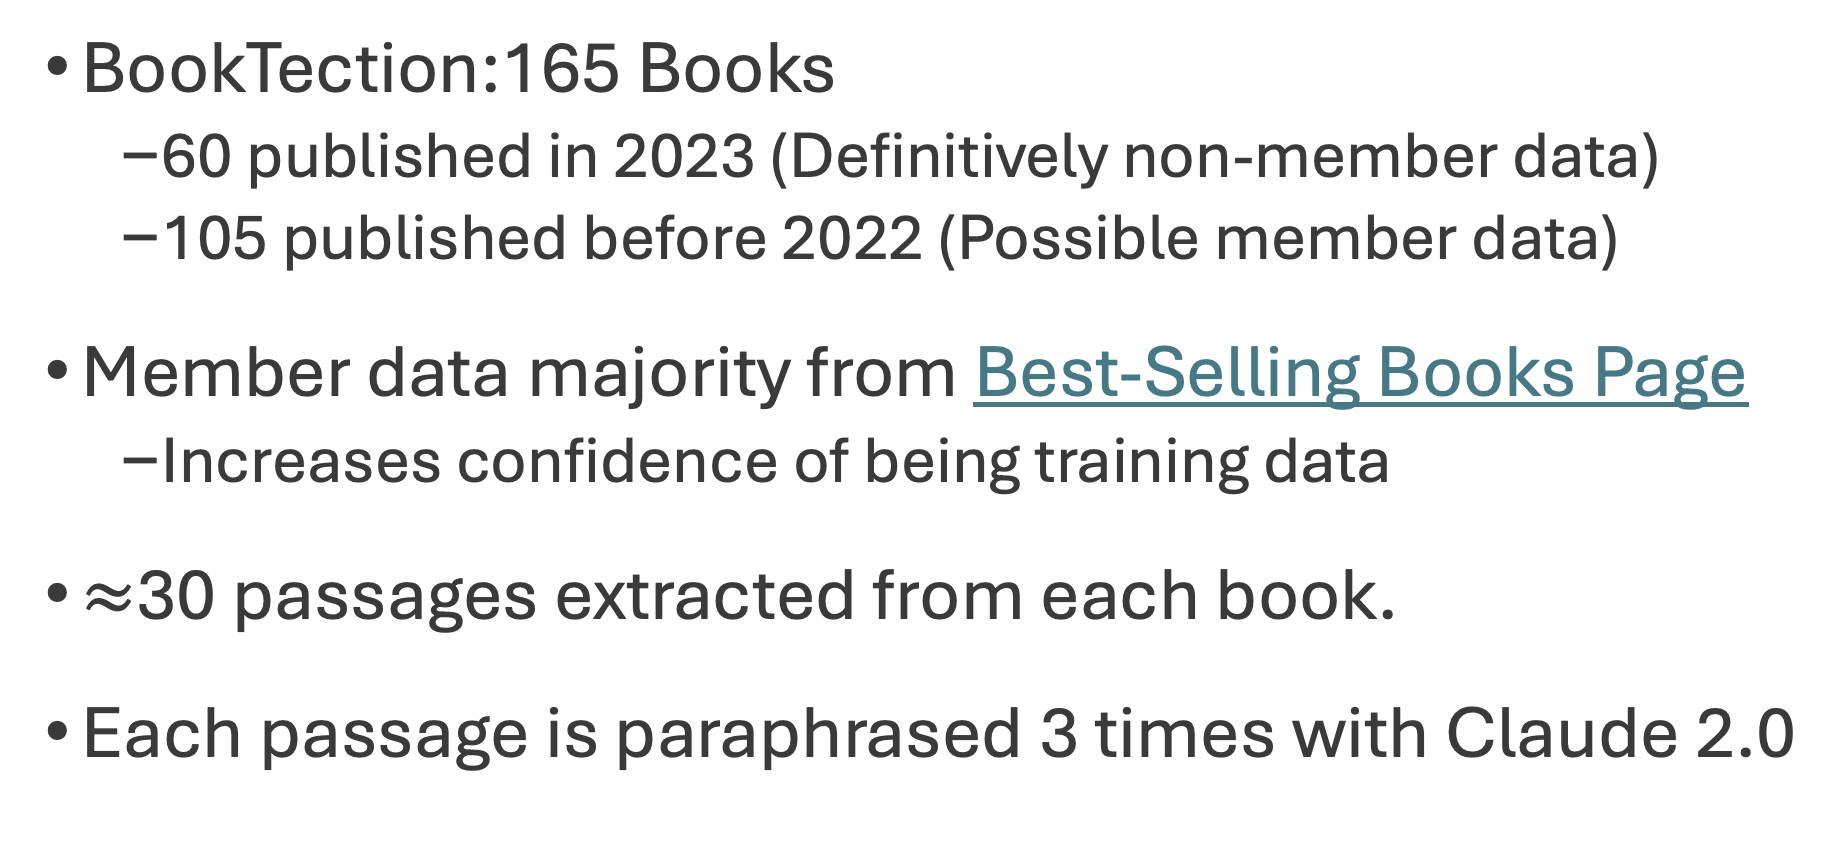 • BookTection:165 Books
–60 published in 2023 (Definitively non-member data)
–105 published before 2022 (Possible member data)
• Member data majority from Best-Selling Books Page
–Increases confidence of being training data
• ≈30 passages extracted from each book.
• Each passage is paraphrased 3 times with Claude 2.0